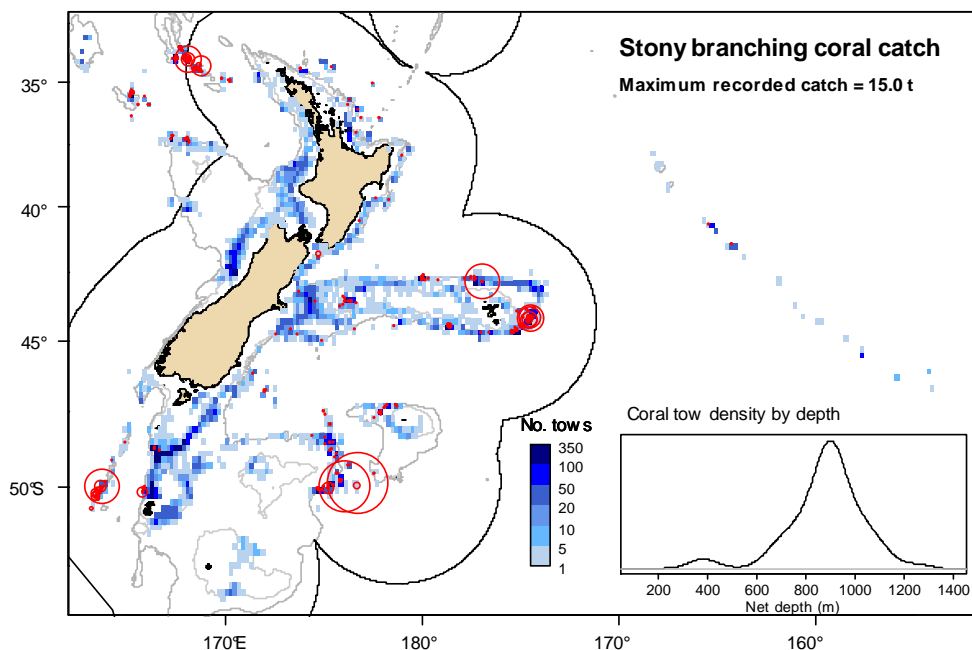 Stony branching coral catch
Maximum recorded catch = 15.0 t
35°
40°
45°
50°S
No. tows
350
100
50
20
10
5
1
Coral tow density by depth
200 400 600 800 1000 1200 1400
Net depth (m)
170°E 180° 170° 160°